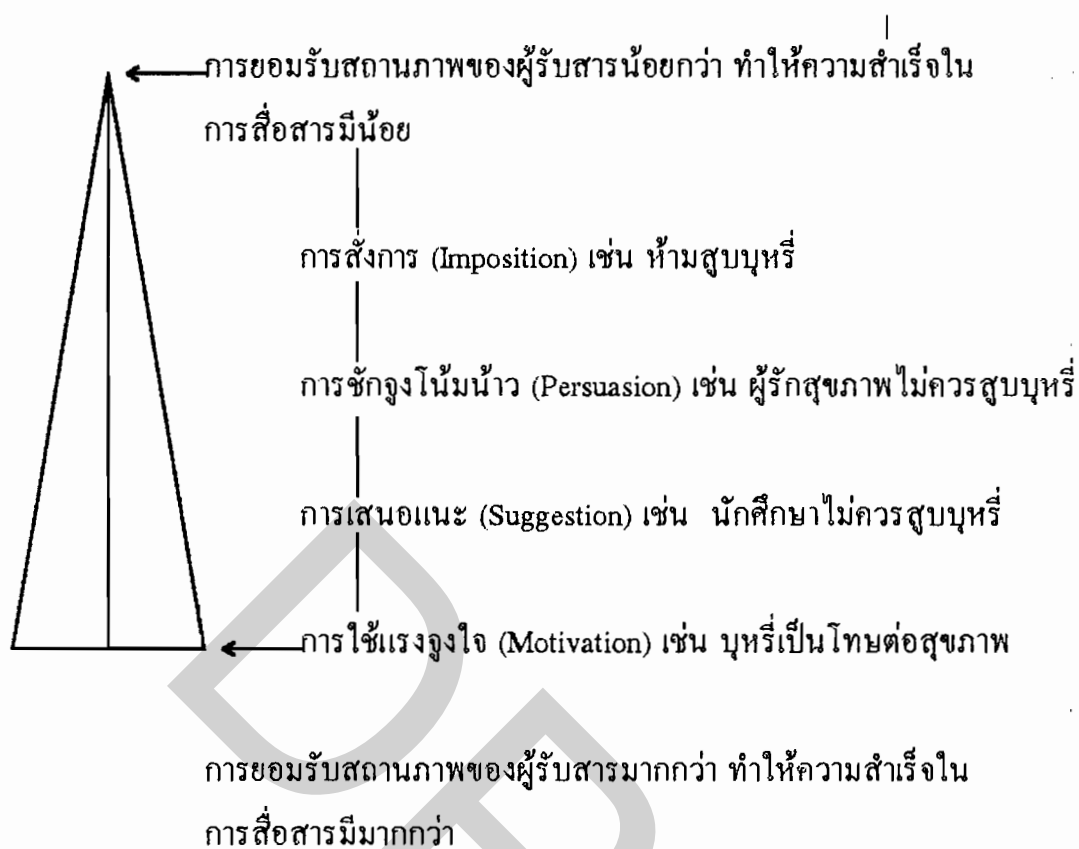 การยอมรับสถานภาพของผู้รับสารน้อยกว่า ทำให้ความสำเร็จใน
การสื่อสารมีน้อย
การสั่งการ (Imposition) เช่น ห้ามสูบบุหรี่
การชักจูงโน้มน้าว (Persuasion) เช่น ผู้รักสุขภาพไม่ควรสูบบุหรี่
การเสนอแนะ (Suggestion) เช่น นักศึกษาไม่ควรสูบบุหรี่
การใช้แรงจูงใจ (Motivation) เช่น บุหรี่เป็นโทษต่อสุขภาพ
การยอมรับสถานภาพของผู้รับสารมากกว่า ทำให้ความสำเร็จใน
การสื่อสารมีมากกว่า